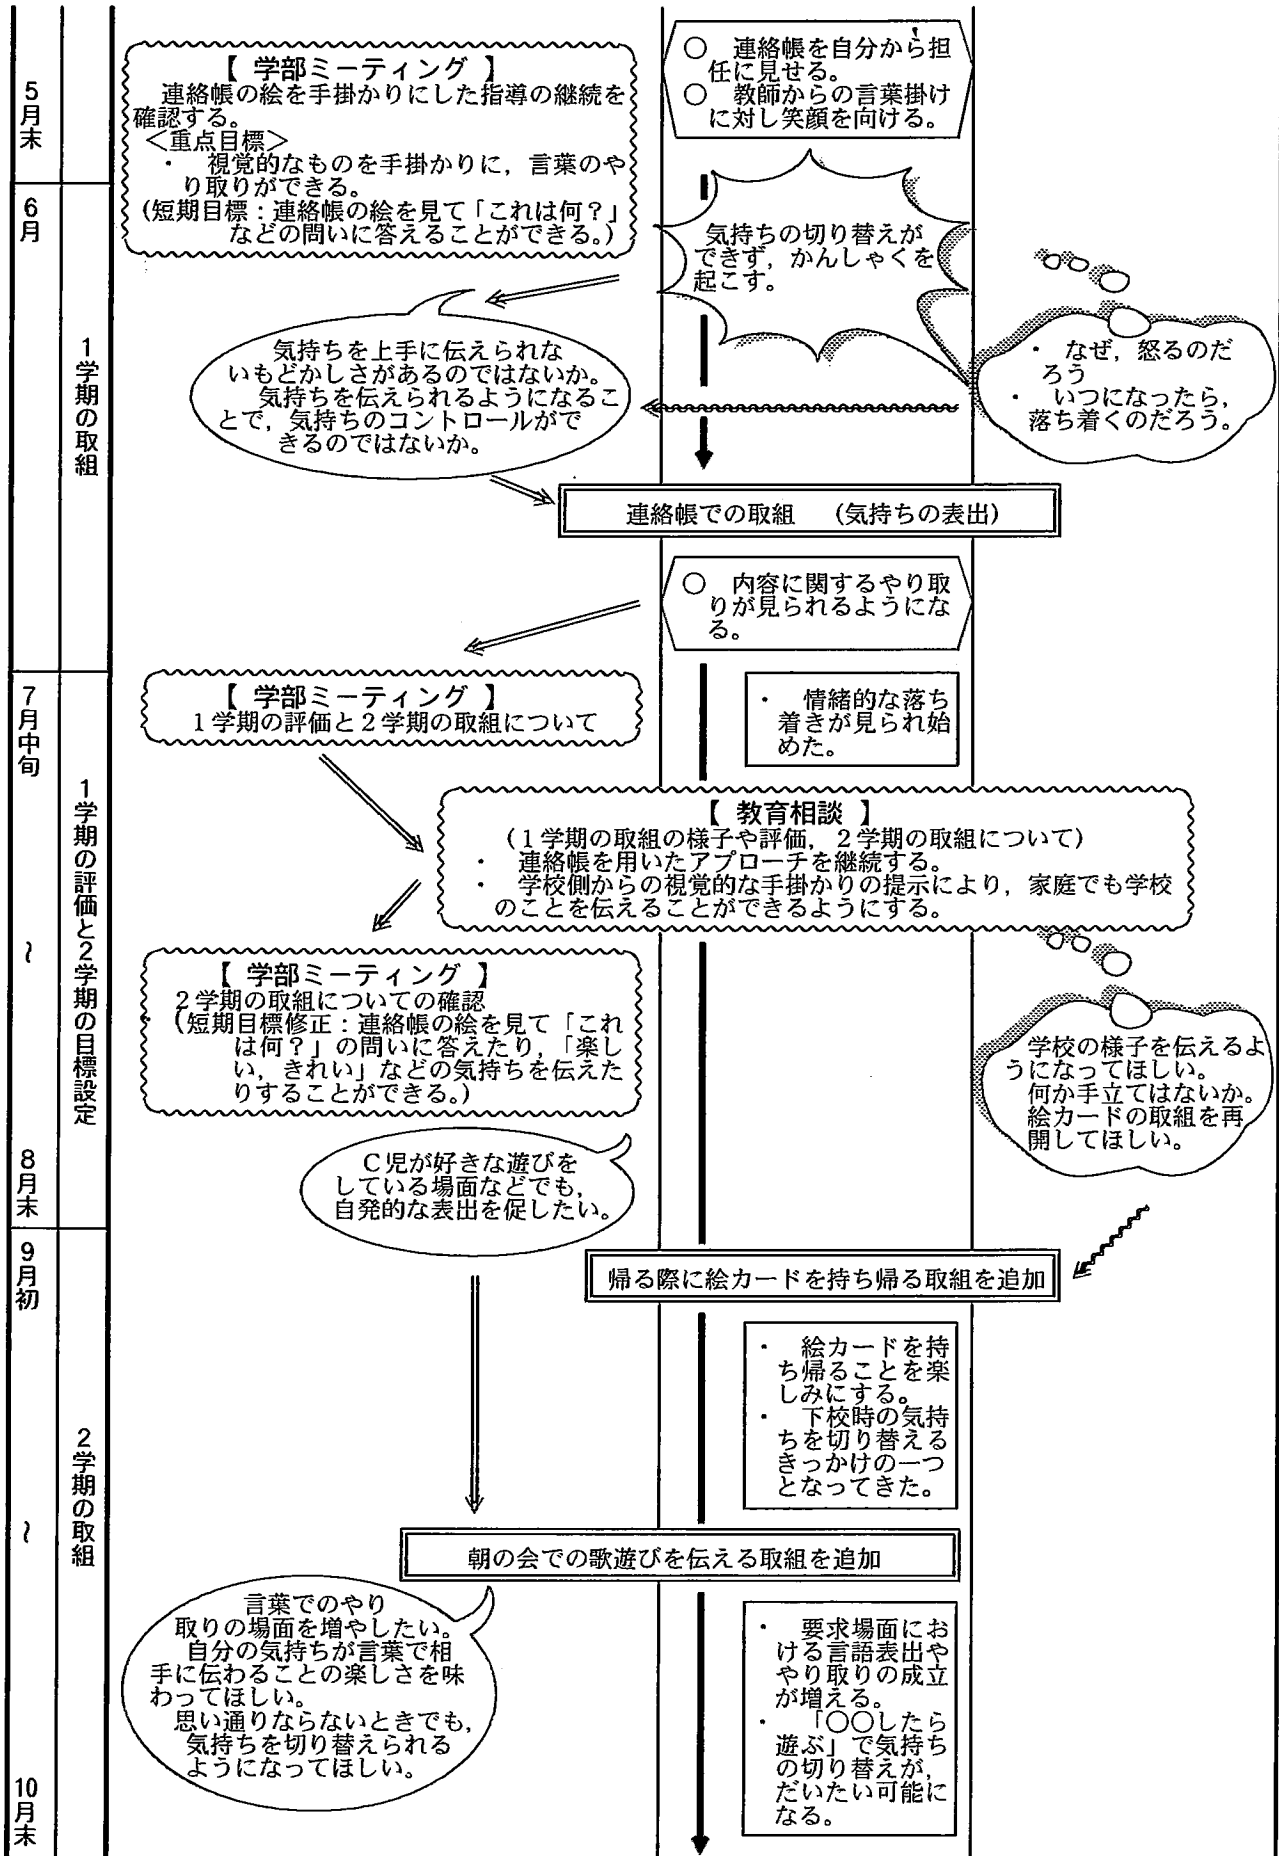 5月末
6月
1学期の取組
【 学部ミーティング 】
連絡帳の絵を手掛かりにした指導の継続を
確認する。
＜重点目標＞
・　視覚的なものを手掛かりに，言葉のや
り取りができる。
（短期目標：連絡帳の絵を見て「これは何？」
などの問いに答えることができる。）
○　連絡帳を自分から担
任に見せる。
○　教師からの言葉掛け
に対し笑顔を向ける。
気持ちの切り替えが
できず，かんしゃくを
起こす。
・　なぜ，怒るのだ
ろう
・　いつになったら，
落ち着くのだろう。
気持ちを上手に伝えられな
いもどかしさがあるのではないか。
気持ちを伝えられるようになるこ
とで，気持ちのコントロールがで
きるのではないか。
連絡帳での取組　（気持ちの表出）
○　内容に関するやり取
りが見られるようにな
る。
7月中旬
～
8月末
1学期の評価と2学期の目標設定
【 学部ミーティング 】
1学期の評価と2学期の取組について
・　情緒的な落ち
着きが見られ始
めた。
【 教育相談 】
（1学期の取組の様子や評価，2学期の取組について）
・　連絡帳を用いたアプローチを継続する。
・　学校側からの視覚的な手掛かりの提示により，家庭でも学校
のことを伝えることができるようにする。
【 学部ミーティング 】
2学期の取組についての確認
（短期目標修正：連絡帳の絵を見て「これ
は何？」の問いに答えたり，「楽し
い，きれい」などの気持ちを伝えた
りすることができる。）
学校の様子を伝えるよ
うになってほしい。
何か手立てはないか。
絵カードの取組を再
開してほしい。
C児が好きな遊びを
している場面などでも，
自発的な表出を促したい。
9月初
～
10月末
2学期の取組
帰る際に絵カードを持ち帰る取組を追加
・　絵カードを持
ち帰ることを楽
しみにする。
・　下校時の気持
ちを切り替える
きっかけの一つ
となってきた。
朝の会での歌遊びを伝える取組を追加
言葉でのやり
取りの場面を増やしたい。
自分の気持ちが言葉で相
手に伝わることの楽しさを味
わってほしい。
思い通りならないときでも，
気持ちを切り替えられる
ようになってほしい。
・　要求場面にお
ける言語表出や
やり取りの成立
が増える。
・　「○○したら
遊ぶ」で気持ち
の切り替えが，
だいたい可能に
なる。